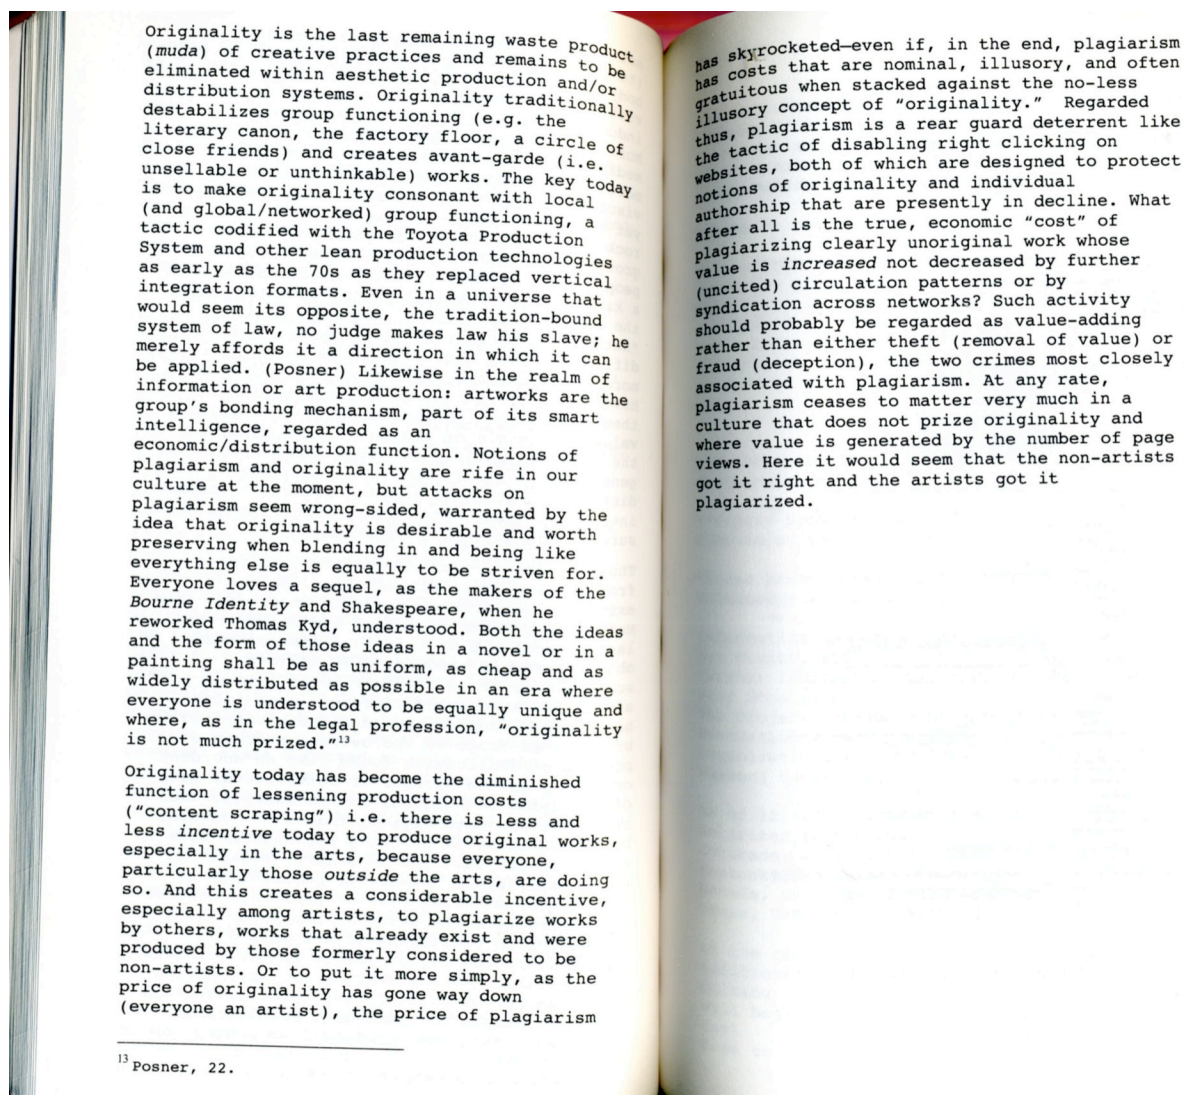 Originality is the last remaining waste product
(muda) of creative practices and remains to be
eliminated within aesthetic production and/or
distribution systems. Originality traditionally
destabilizes group functioning (e.g. the
literary canon, the factory floor, a circle of
close friends) and creates avant-garde (i.e.
unsellable or unthinkable) works. The key today
is to make originality consonant with local
(and global/networked) group functioning, a
tactic codified with the Toyota Production
System and other lean production technologies
as early as the 70s as they replaced vertical
integration formats. Even in a universe that
would seem its opposite, the tradition-bound
system of law, no judge makes law his slave; he
merely affords it a direction in which it can
be applied. (Posner) Likewise in the realm of
information or art production: artworks are the
group's bonding mechanism, part of its smart
intelligence, regarded as an
economic/distribution function. Notions of
plagiarism and originality are rife in our
culture at the moment, but attacks on
plagiarism seem wrong-sided, warranted by the
idea that originality is desirable and worth
preserving when blending in and being like
everything else is equally to be striven for.
Everyone loves a sequel, as the makers of the
Bourne Identity and Shakespeare, when he
reworked Thomas Kyd, understood. Both the ideas
and the form of those ideas in a novel or in a
painting shall be as uniform, as cheap and as
widely distributed as possible in an era where
everyone is understood to be equally unique and
where, as in the legal profession, “originality
is not much prized.”13
Originality today has become the diminished
function of lessening production costs
(“content scraping”) i.e. there is less and
less incentive today to produce original works,
especially in the arts, because everyone,
particularly those outside the arts, are doing
so. And this creates a considerable incentive,
especially among artists, to plagiarize works
by others, works that already exist and were
produced by those formerly considered to be
non-artists. Or to put it more simply, as the
price of originality has gone way down
(everyone an artist), the price of plagiarism
13 Posner, 22.
has skyrocketed—even if, in the end, plagiarism
has costs that are nominal, illusory, and often
gratuitous when stacked against the no-less
illusory concept of “originality.” Regarded
thus, plagiarism is a rear guard deterrent like
the tactic of disabling right clicking on
websites, both of which are designed to protect
notions of originality and individual
authorship that are presently in decline. What
after all is the true, economic “cost” of
plagiarizing clearly unoriginal work whose
value is increased not decreased by further
(uncited) circulation patterns or by
syndication across networks? Such activity
should probably be regarded as value-adding
rather than either theft (removal of value) or
fraud (deception), the two crimes most closely
associated with plagiarism. At any rate,
plagiarism ceases to matter very much in a
culture that does not prize originality and
where value is generated by the number of page
views. Here it would seem that the non-artists
got it right and the artists got it
plagiarized.